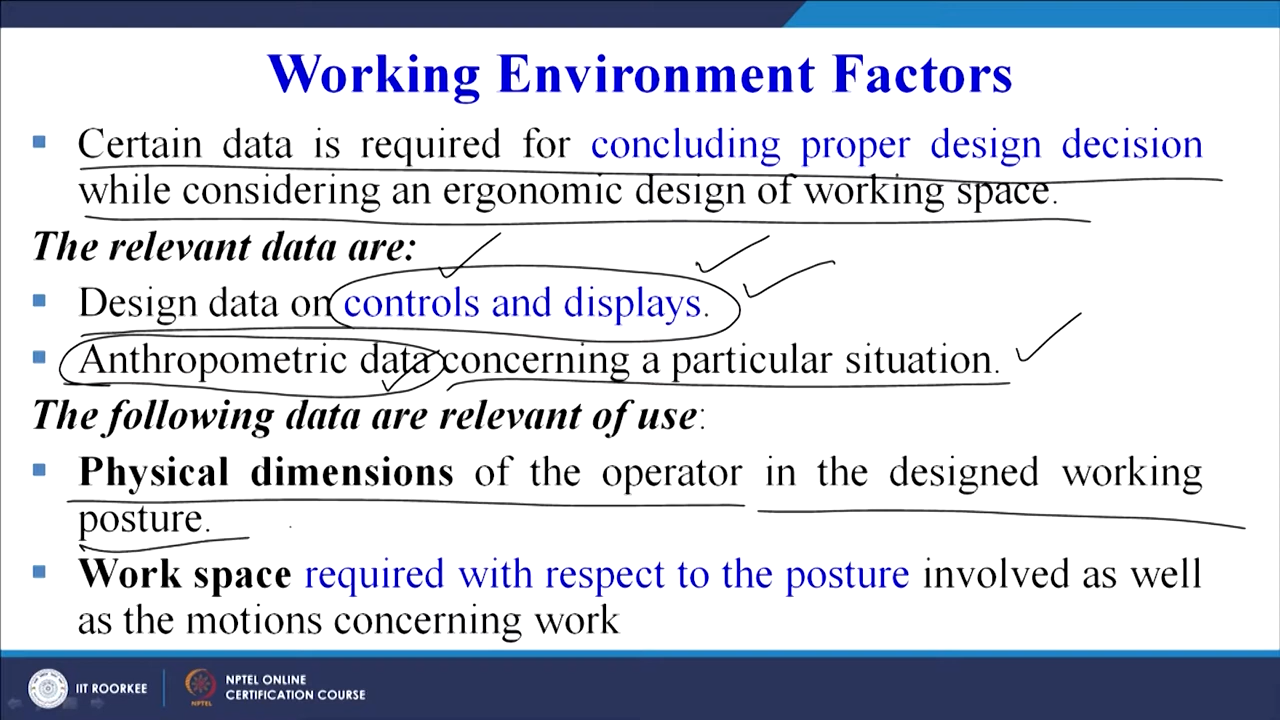 Working Environment Factors
▪ Certain data is required for concluding proper design decision
while considering an ergonomic design of working space.
The relevant data are:
▪ Design data on controls and displays.
▪ Anthropometric data concerning a particular situation.
The following data are relevant of use:
▪ Physical dimensions of the operator in the designed working
posture.
▪ Work space required with respect to the posture involved as well
as the motions concerning work
IIT ROORKEE
NPTEL ONLINE
CERTIFICATION COURSE
NPTEL